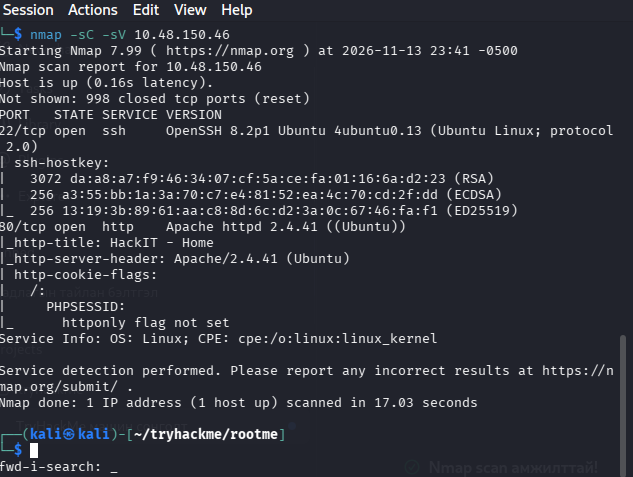 Session Actions Edit View Help
└─$ nmap -sC -sV 10.48.150.46
Starting Nmap 7.99 ( https://nmap.org ) at 2026-11-13 23:41 -0500
Nmap scan report for 10.48.150.46
Host is up (0.16s latency).
Not shown: 998 closed tcp ports (reset)
PORT   STATE SERVICE VERSION
22/tcp open  ssh     OpenSSH 8.2p1 Ubuntu 4ubuntu0.13 (Ubuntu Linux; protocol
 2.0)
| ssh-hostkey:
|   3072 da:a8:a7:f9:46:34:07:cf:5a:ce:fa:01:16:6a:d2:23 (RSA)
|   256 a3:55:bb:1a:3a:70:c7:e4:81:52:ea:4c:70:cd:2f:dd (ECDSA)
|_  256 13:19:3b:89:61:aa:c8:8d:6c:d2:3a:0c:67:46:fa:f1 (ED25519)
80/tcp open  http    Apache httpd 2.4.41 ((Ubuntu))
|_http-title: HackIT - Home
|_http-server-header: Apache/2.4.41 (Ubuntu)
| http-cookie-flags:
|   /:
|     PHPSESSID:
|_      httponly flag not set
Service Info: OS: Linux; CPE: cpe:/o:linux:linux_kernel
Service detection performed. Please report any incorrect results at https://n
map.org/submit/ .
Nmap done: 1 IP address (1 host up) scanned in 17.03 seconds
┌──(kali㉿kali)-[~/tryhackme/rootme]
└─$
fwd-i-search: _
Nmap scan амжилттай!